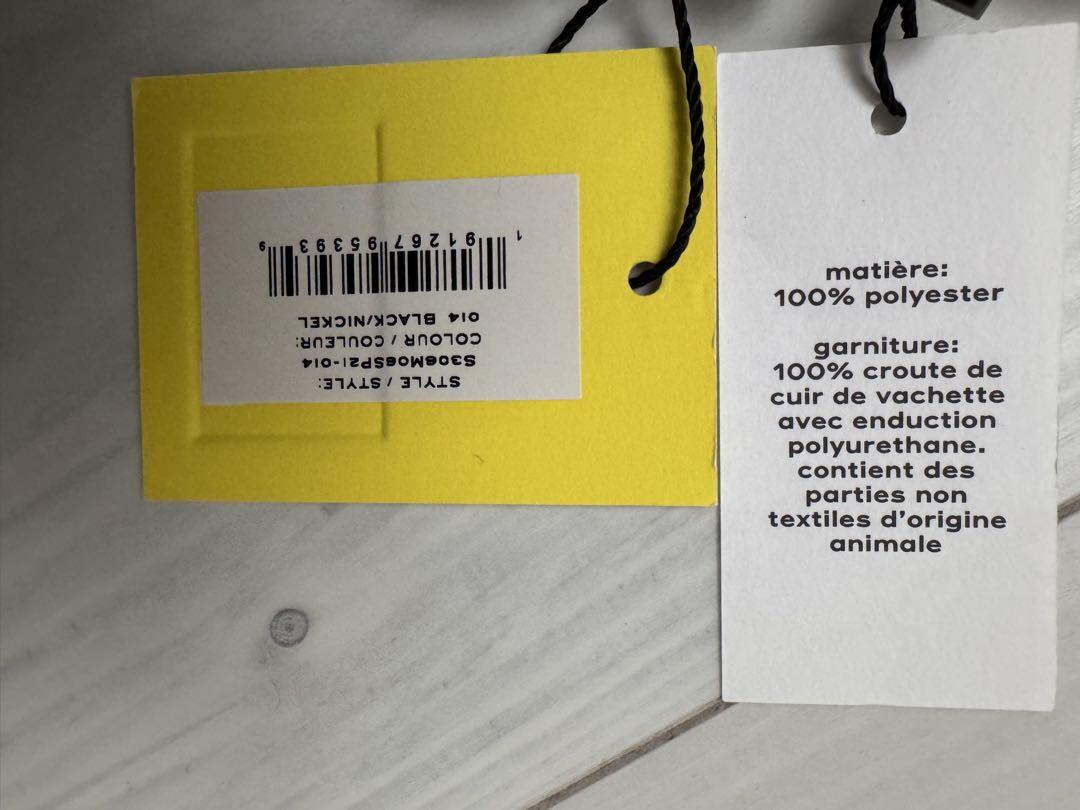 STYLE / STYLE:
S306M06SP21-014
COLOUR / COULEUR:
014 BLACK/NICKEL
1 91267 95393 9
matière:
100% polyester
garniture:
100% croute de
cuir de vachette
avec enduction
polyurethane.
contient des
parties non
textiles d'origine
animale